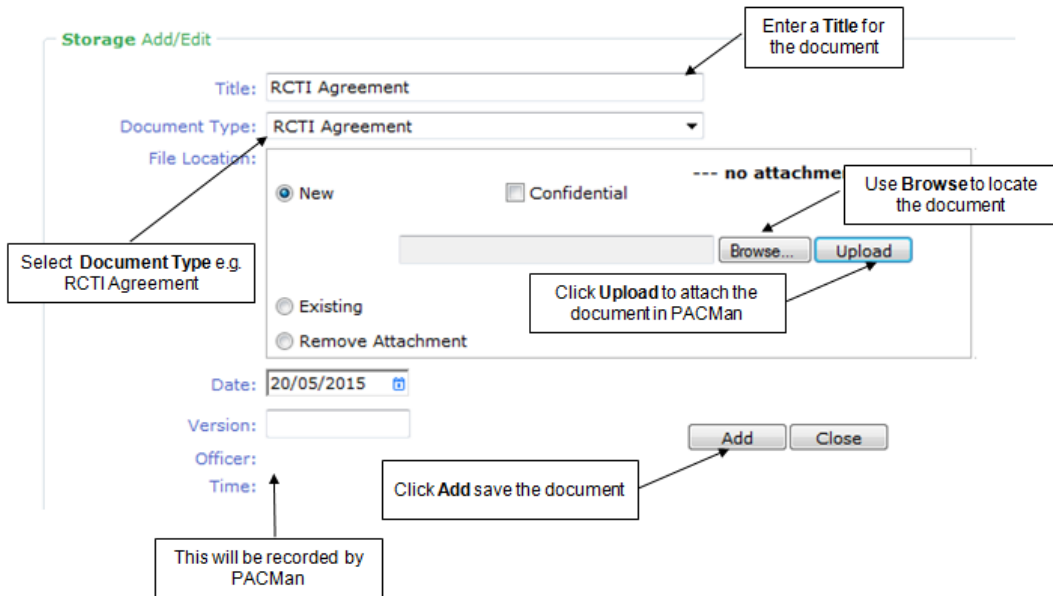 Enter a Title for
the document
Storage Add/Edit
Title: RCTI Agreement
Document Type: RCTI Agreement
File Location:
--- no attachme
New Confidential
Use Browse to locate
the document
Browse... Upload
Select Document Type e.g.
RCTI Agreement
Click Upload to attach the
document in PACMan
Existing
Remove Attachment
Date: 20/05/2015
Version:
Add Close
Officer:
Time:
Click Add save the document
This will be recorded by
PACMan